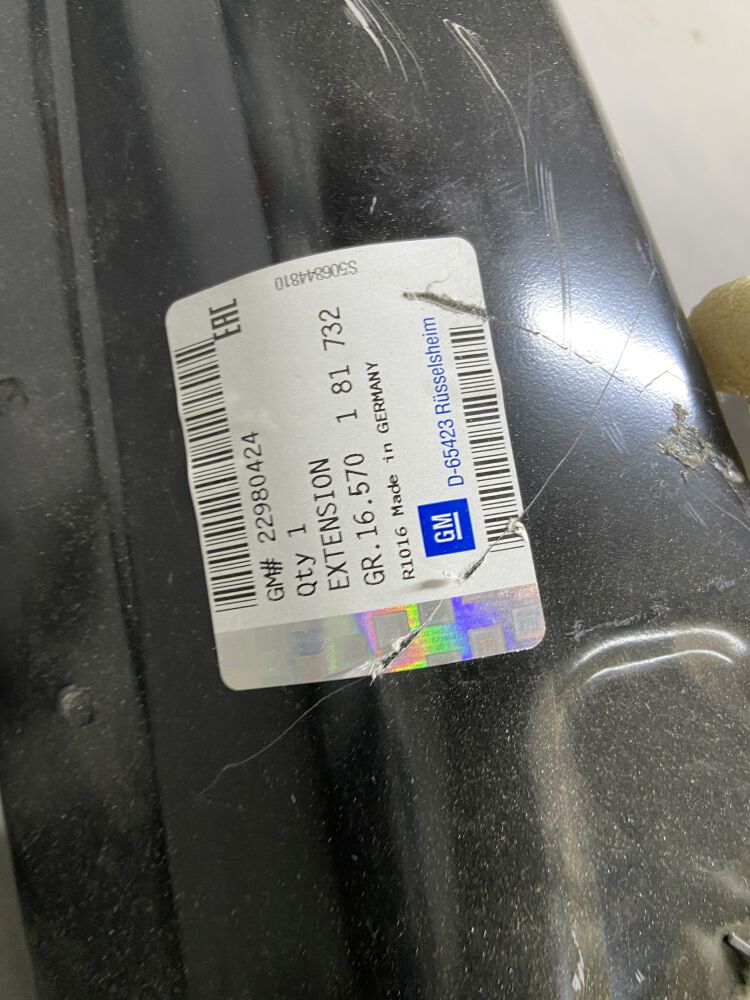 S506844810
EAC
GM# 22980424
Qty 1
EXTENSION
GR.16.570 1 81 732
R1016 Made in GERMANY
GM D-65423 Rüsselsheim